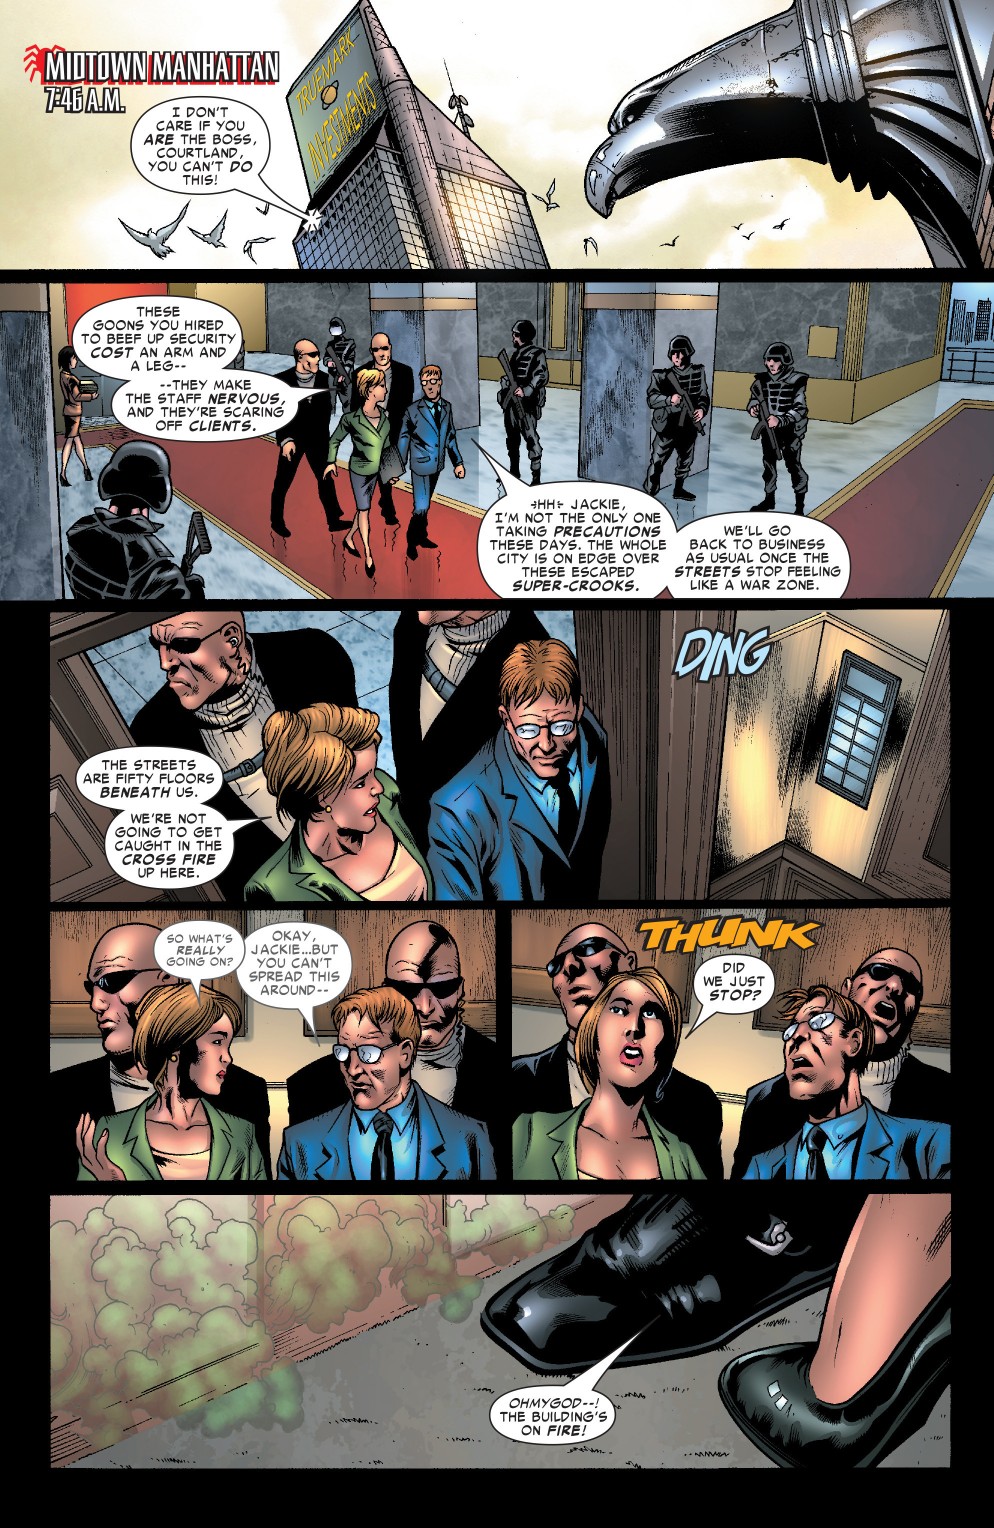 MIDTOWN MANHATTAN
7:46 A.M.
I DON'T
CARE IF YOU
ARE THE BOSS,
COURTLAND,
YOU CAN'T DO
THIS!
TRUEMARK
INVESTMENTS
THESE
GOONS YOU HIRED
TO BEEF UP SECURITY
COST AN ARM AND
A LEG--
--THEY MAKE
THE STAFF NERVOUS,
AND THEY'RE SCARING
OFF CLIENTS.
-HH- JACKIE,
I'M NOT THE ONLY ONE
TAKING PRECAUTIONS
THESE DAYS. THE WHOLE
CITY IS ON EDGE OVER
THESE ESCAPED
SUPER-CROOKS.
WE'LL GO
BACK TO BUSINESS
AS USUAL ONCE THE
STREETS STOP FEELING
LIKE A WAR ZONE.
DING
THE STREETS
ARE FIFTY FLOORS
BENEATH US.
WE'RE NOT
GOING TO GET
CAUGHT IN THE
CROSS FIRE
UP HERE.
SO WHAT'S
REALLY
GOING ON?
OKAY,
JACKIE...BUT
YOU CAN'T
SPREAD THIS
AROUND--
THUNK
DID
WE JUST
STOP?
OHMYGOD--!
THE BUILDING'S
ON FIRE!